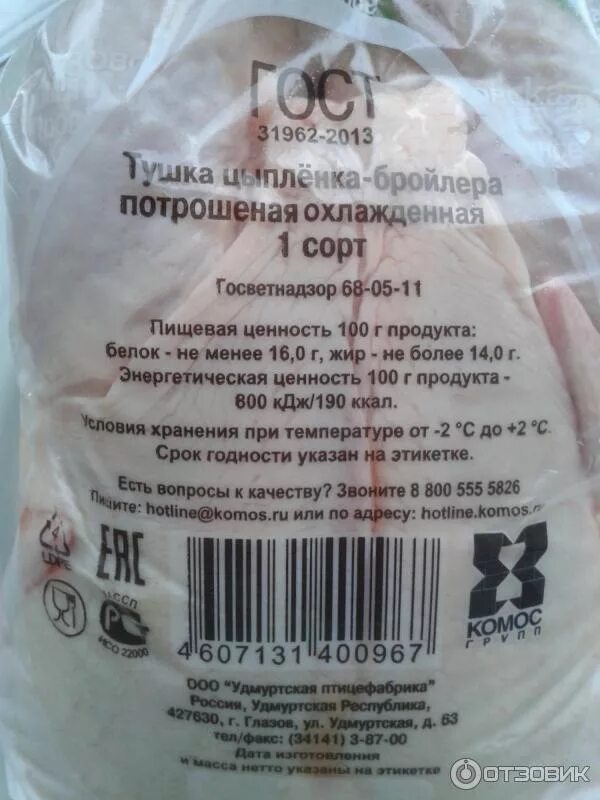 ГОСТ
31962-2013
Тушка цыплёнка-бройлера
потрошеная охлажденная
1 сорт
Госветнадзор 68-05-11
Пищевая ценность 100 г продукта:
белок - не менее 16,0 г, жир - не более 14,0 г.
Энергетическая ценность 100 г продукта -
800 кДж/190 ккал.
Условия хранения при температуре от -2 °С до +2 °С.
Срок годности указан на этикетке.
Есть вопросы к качеству? Звоните 8 800 555 5826
Пишите: hotline@komos.ru или по адресу: hotline.komos.ru
LDPE
EAC
ИСО 22000
КОМОС
ГРУПП
4 607131 400967
ООО "Удмуртская птицефабрика"
Россия, Удмуртская Республика,
427630, г. Глазов, ул. Удмуртская, д. 63
тел/факс: (34141) 3-87-00
Дата изготовления
и масса нетто указаны на этикетке
ОТЗОВИК